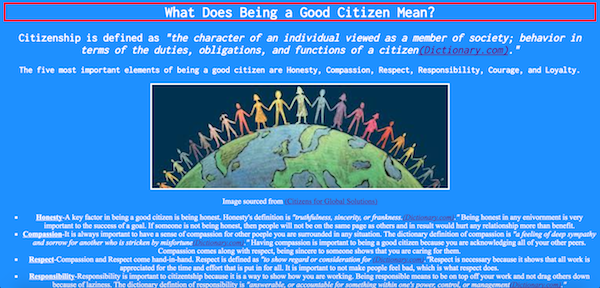 What Does Being a Good Citizen Mean?
Citizenship is defined as "the character of an individual viewed as a member of society; behavior in
terms of the duties, obligations, and functions of a citizen(Dictionary.com)."
The five most important elements of being a good citizen are Honesty, Compassion, Respect, Responsibility, Courage, and Loyalty.
Image sourced from (Citizens for Global Solutions)
Honesty-A key factor in being a good citizen is being honest. Honesty's definition is "truthfulness, sincerity, or frankness.(Dictionary.com)" Being honest in any enivornment is very
important to the success of a goal. If someone is not being honest, then people will not be on the same page as others and in result would hurt any relationship more than benefit.
Compassion-It is always important to have a sense of compassion for other poeple you are surrounded in any situation. The dictionary definition of compassion is "a feeling of deep sympathy
and sorrow for another who is stricken by misfortune(Dictionary.com)." Having compassion is important to being a good citizen because you are acknowledging all of your other peers.
Compassion comes along with respect, being sincere to someone shows that you are caring for them.
Respect-Compassion and Respect come hand-in-hand. Respect is defined as "to show regard or consideration for (Dictionary.com)."Respect is necessary because it shows that all work is
appreciated for the time and effort that is put in for all. It is important to not make people feel bad, which is what respect does.
Responsibility-Responsibility is important to citizenship because it is a way to show how you are working. Being responsible means to be on top off your work and not drag others down
because of laziness. The dictionary defintion of responsibility is "answerable, or accountable for something within one's power, control, or management(Dictionary.com)."